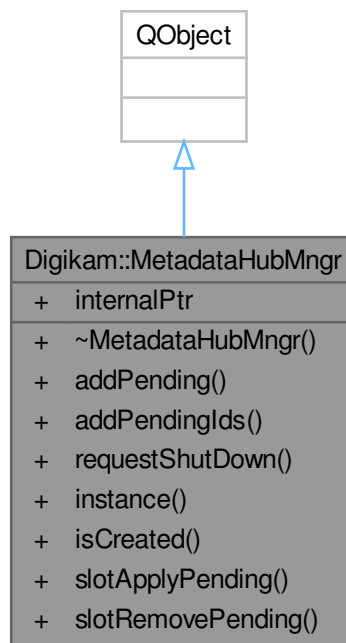 QObject
Digikam::MetadataHubMngr
+ internalPtr
+ ~MetadataHubMngr()
+ addPending()
+ addPendingIds()
+ requestShutDown()
+ instance()
+ isCreated()
+ slotApplyPending()
+ slotRemovePending()